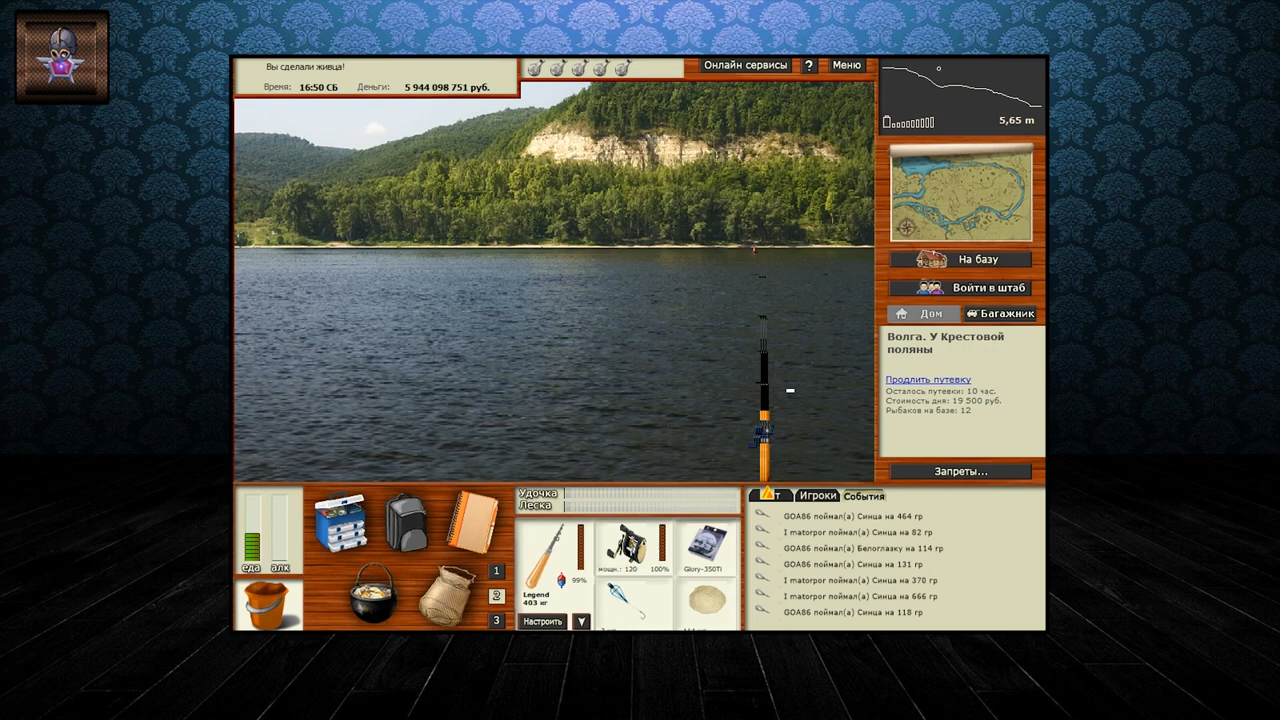 Вы сделали живца!
Время: 16:50 СБ Деньги: 5 944 098 751 руб.
Онлайн сервисы ? Меню
5,65 m
На базу
Войти в штаб
Дом Багажник
Волга. У Крестовой
поляны
Продлить путевку
Осталось путевки: 10 час.
Стоимость дня: 19 500 руб.
Рыбаков на базе: 12
Запреты...
еда алк
1
2
3
Удочка
Леска
99%
Legend
403 кг
Настроить
мощн.: 120 100%
Glory-350Ti
Игроки События
GOA86 поймал(а) Синца на 464 гр
I matorpor поймал(а) Синца на 82 гр
GOA86 поймал(а) Белоглазку на 114 гр
GOA86 поймал(а) Синца на 131 гр
I matorpor поймал(а) Синца на 370 гр
I matorpor поймал(а) Синца на 666 гр
GOA86 поймал(а) Синца на 118 гр